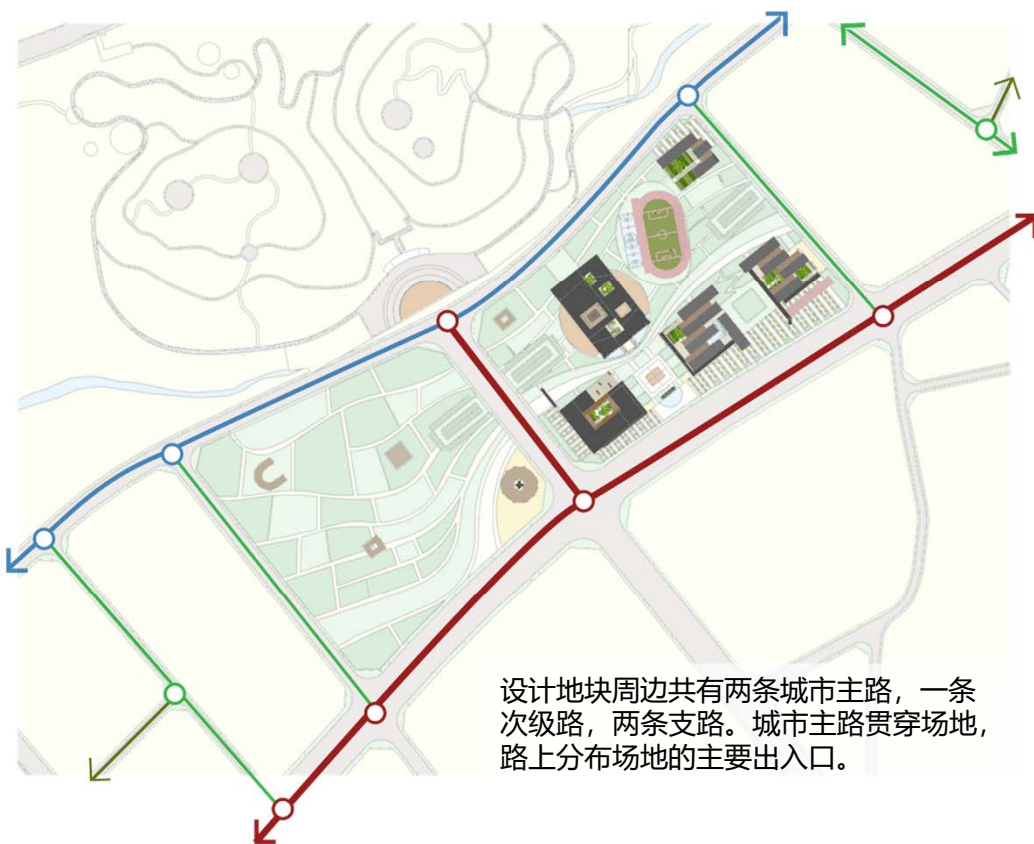 设计地块周边共有两条城市主路，一条
次级路，两条支路。城市主路贯穿场地，
路上分布场地的主要出入口。